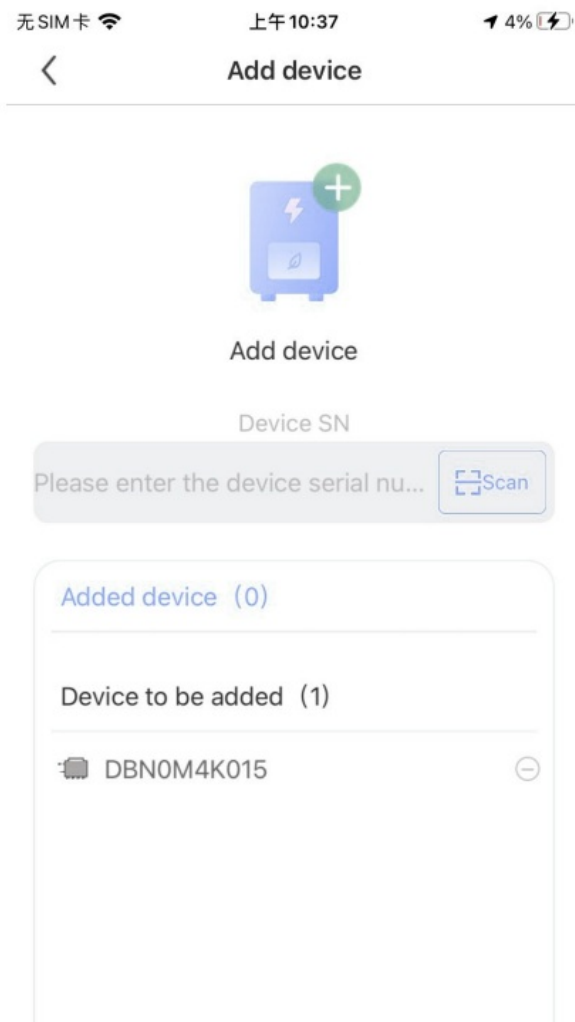 无SIM卡 上午10:37 4%
Add device
Add device
Device SN
Please enter the device serial nu... Scan
Added device（0）
Device to be added（1）
DBN0M4K015